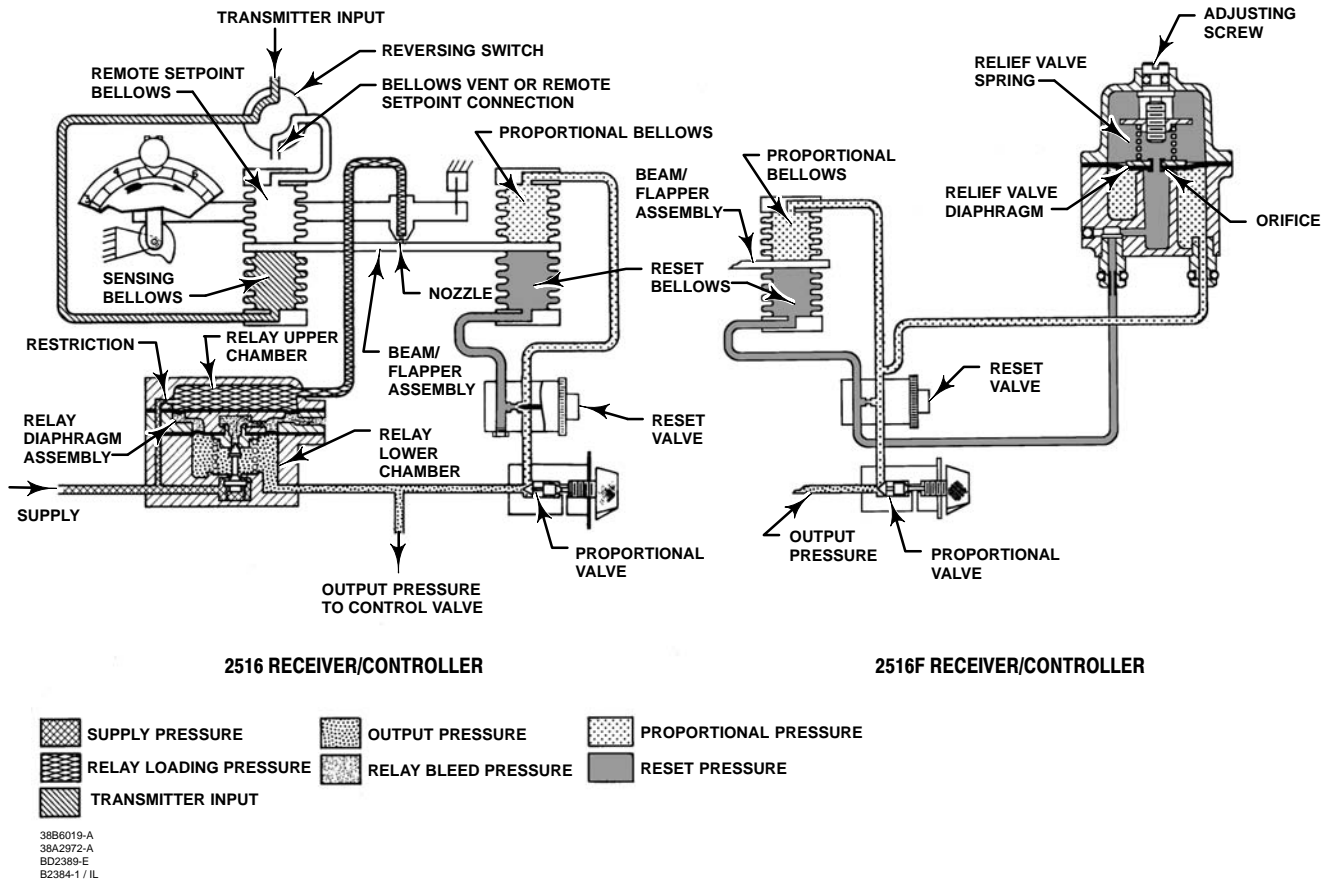 TRANSMITTER INPUT
REVERSING SWITCH
REMOTE SETPOINT
BELLOWS
BELLOWS VENT OR REMOTE
SETPOINT CONNECTION
PROPORTIONAL BELLOWS
SENSING
BELLOWS
NOZZLE
RESET
BELLOWS
RESTRICTION
RELAY UPPER
CHAMBER
BEAM/
FLAPPER
ASSEMBLY
RELAY
DIAPHRAGM
ASSEMBLY
RELAY
LOWER
CHAMBER
RESET
VALVE
SUPPLY
PROPORTIONAL
VALVE
OUTPUT PRESSURE
TO CONTROL VALVE
2516 RECEIVER/CONTROLLER
ADJUSTING
SCREW
RELIEF VALVE
SPRING
PROPORTIONAL
BELLOWS
BEAM/
FLAPPER
ASSEMBLY
RELIEF VALVE
DIAPHRAGM
ORIFICE
RESET
VALVE
OUTPUT
PRESSURE
PROPORTIONAL
VALVE
2516F RECEIVER/CONTROLLER
SUPPLY PRESSURE
OUTPUT PRESSURE
PROPORTIONAL PRESSURE
RELAY LOADING PRESSURE
RELAY BLEED PRESSURE
RESET PRESSURE
TRANSMITTER INPUT
38B6019-A
38A2972-A
BD2389-E
B2384-1 / IL